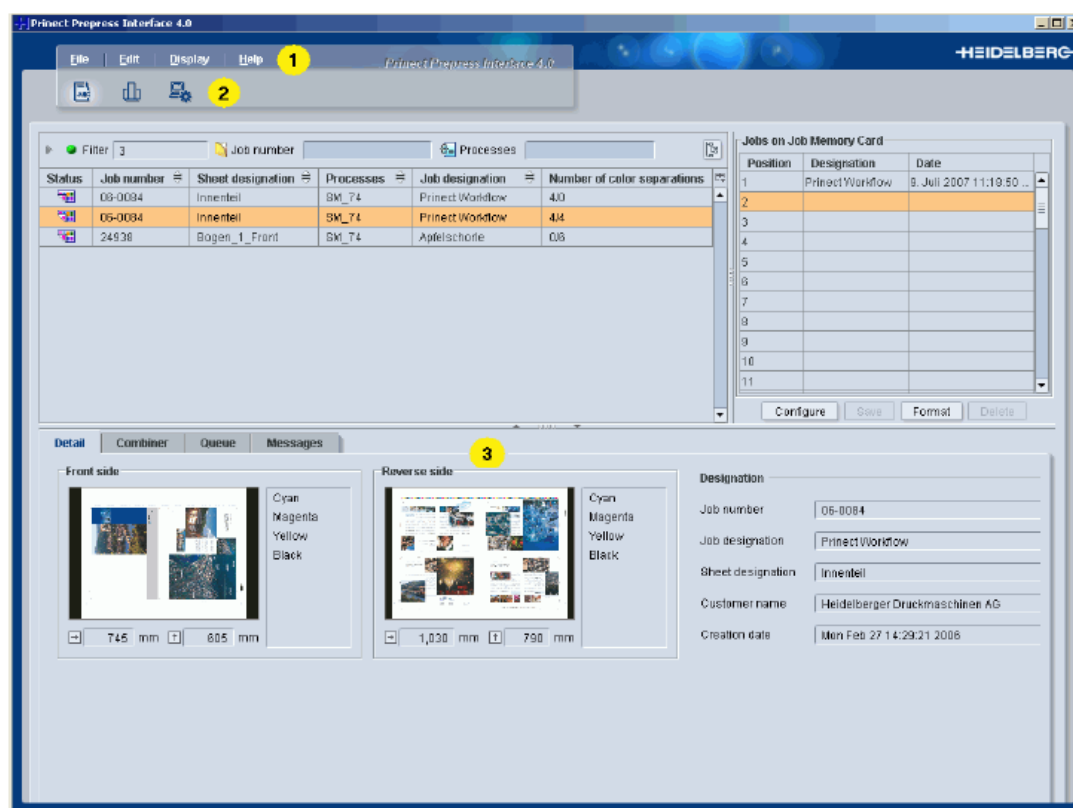 Prinect Prepress Interface 4.0
File Edit Display Help 1 Prinect Prepress Interface 4.0
HEIDELBERG
2
Filter 3 Job number Processes
Status Job number Sheet designation Processes Job designation Number of color separations
06-0084 Innenteil SM_74 Prinect Workflow 4/0
06-0084 Innenteil SM_74 Prinect Workflow 4/4
24938 Bogen_1_Front SM_74 Apfelschorle 0/6
Jobs on Job Memory Card
Position Designation Date
1 Prinect Workflow 9. Juli 2007 11:19:50 ...
2
3
4
5
6
7
8
9
10
11
Configure Save Format Delete
Detail Combiner Queue Messages
3
Front side
Cyan
Magenta
Yellow
Black
745 mm 605 mm
Reverse side
Cyan
Magenta
Yellow
Black
1,030 mm 790 mm
Designation
Job number 06-0084
Job designation Prinect Workflow
Sheet designation Innenteil
Customer name Heidelberger Druckmaschinen AG
Creation date Mon Feb 27 14:29:21 2006